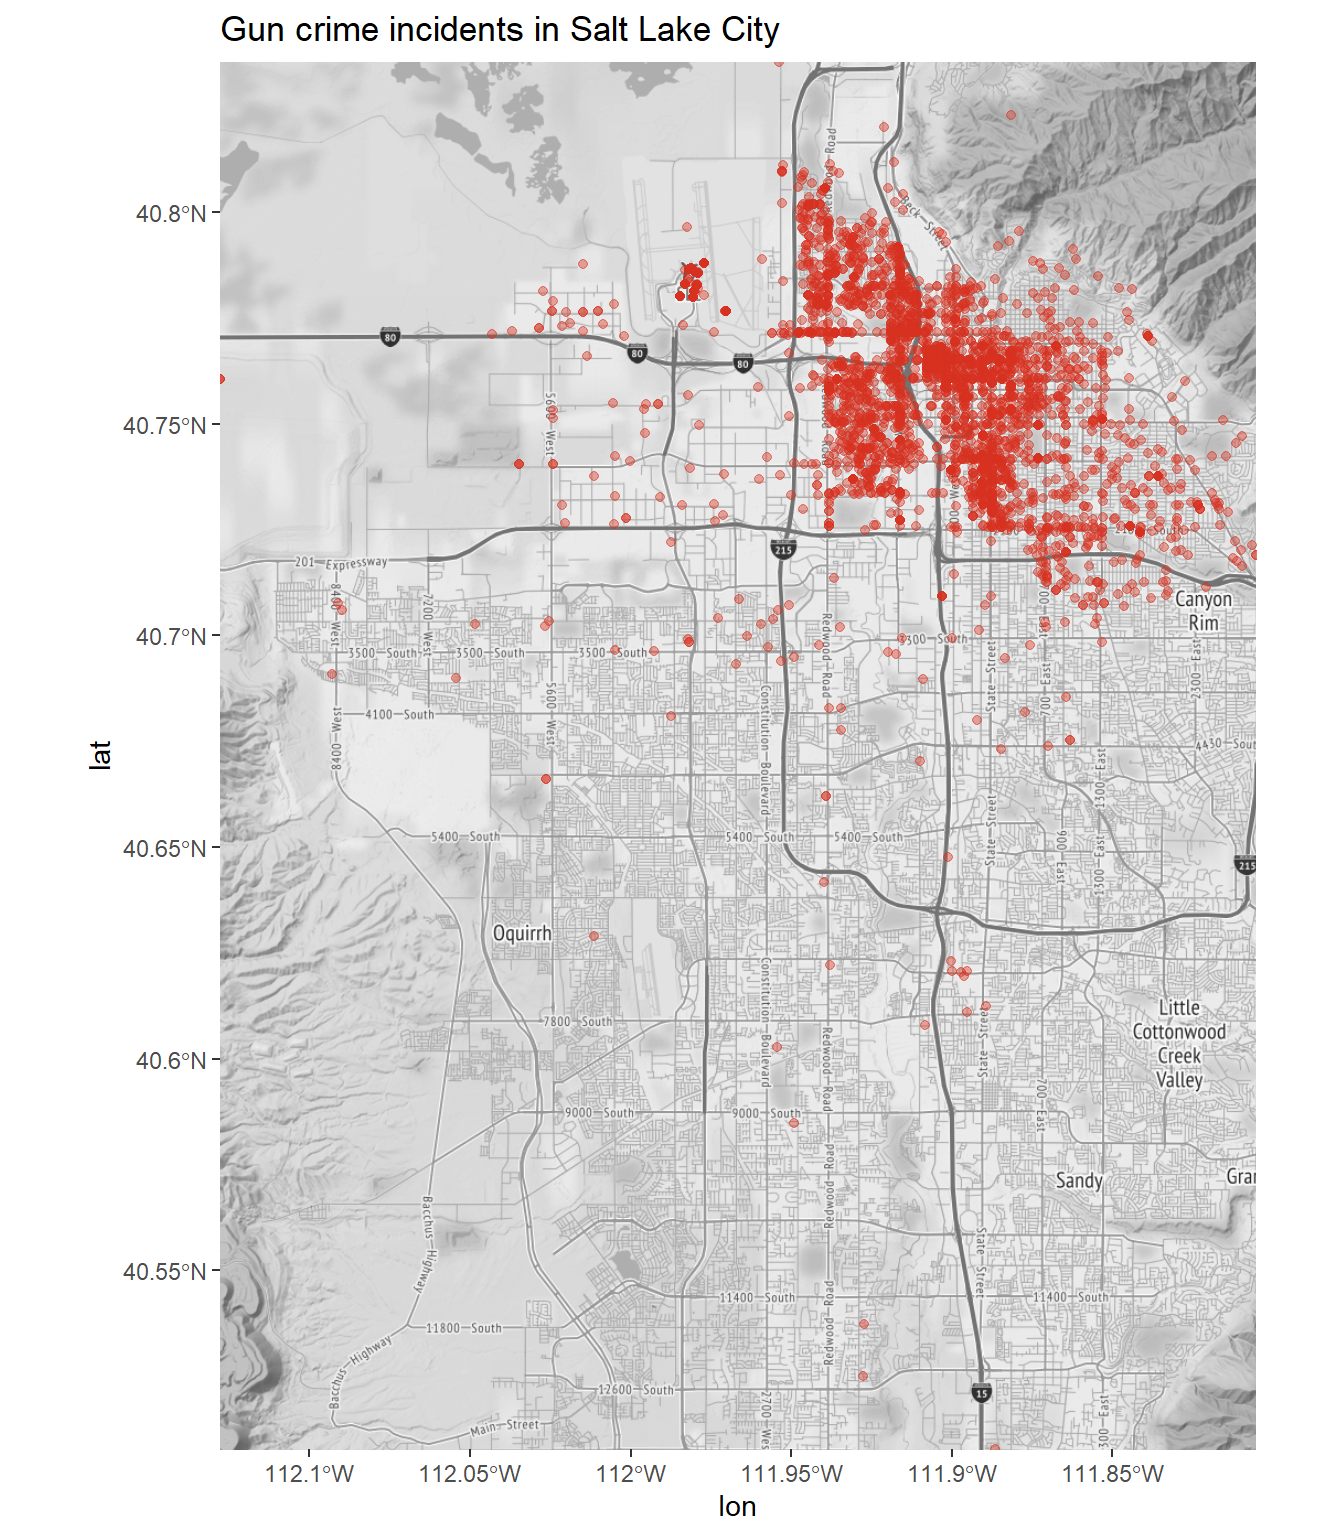 Gun crime incidents in Salt Lake City
Redwood Road
Beck Street
40.8°N
80
80
80
5600 West
40.75°N
215
201 Expressway
8400 West
7200 West
Canyon
Rim
40.7°N
3500 South
3500 South
3500 South
3300 South
Redwood Road
State Street
700 East
2300 East
4100 South
5600 West
8400 West
Constitution Boulevard
4450 Sout
1300 East
lat
5400 South
5400 South
5400 South
State Street
900 East
1300 East
40.65°N
215
Oquirrh
Constitution Boulevard
Little
Cottonwood
Creek
Valley
7800 South
State Street
Redwood Road
40.6°N
700 East
9000 South
9000 South
Sandy
Gran
Redwood Road
Bacchus Highway
State Street
40.55°N
11400 South
11400 South
Redwood Road
11800 South
Bacchus Highway
12600 South
15
Main Street
2700 Wes
300 East
112.1°W
112.05°W
112°W
111.95°W
111.9°W
111.85°W
lon